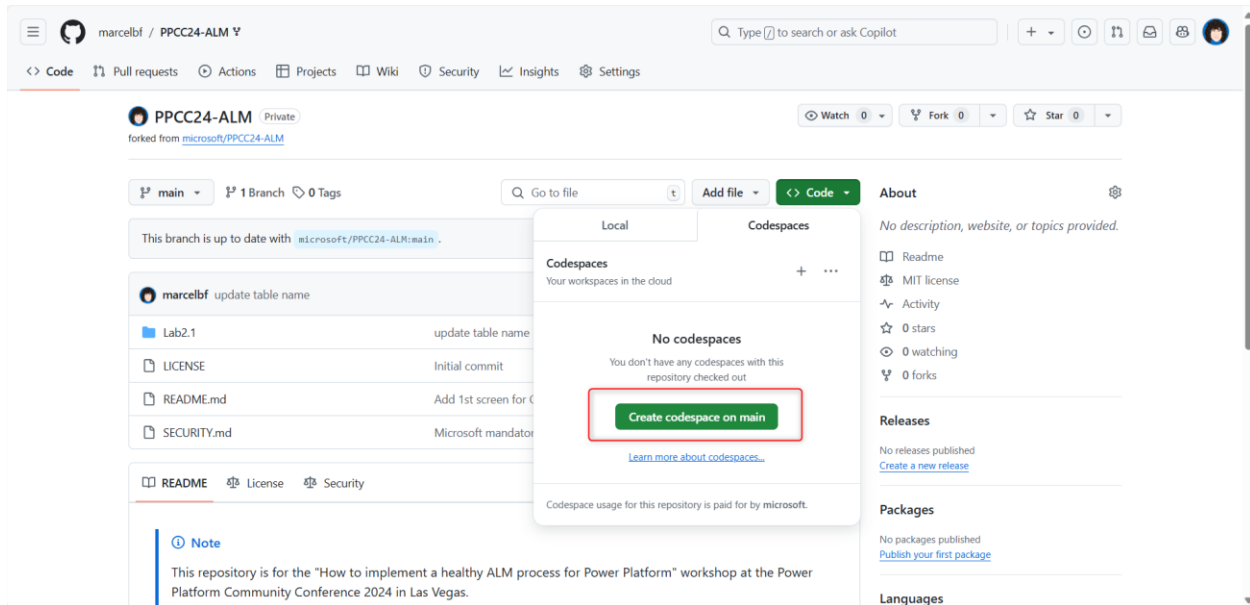 marcelbf / PPCC24-ALM
Type / to search or ask Copilot
Code Pull requests Actions Projects Wiki Security Insights Settings
PPCC24-ALM Private
forked from microsoft/PPCC24-ALM
Watch 0 Fork 0 Star 0
main 1 Branch 0 Tags Go to file t Add file Code
This branch is up to date with microsoft/PPCC24-ALM:main .
marcelbf update table name
Lab2.1 update table name
LICENSE Initial commit
README.md Add 1st screen for
SECURITY.md Microsoft mandator
README License Security
Note
This repository is for the "How to implement a healthy ALM process for Power Platform" workshop at the Power
Platform Community Conference 2024 in Las Vegas.
Local Codespaces
Codespaces
Your workspaces in the cloud
No codespaces
You don't have any codespaces with this
repository checked out
Create codespace on main
Learn more about codespaces...
Codespace usage for this repository is paid for by microsoft.
About
No description, website, or topics provided.
Readme
MIT license
Activity
0 stars
0 watching
0 forks
Releases
No releases published
Create a new release
Packages
No packages published
Publish your first package
Languages